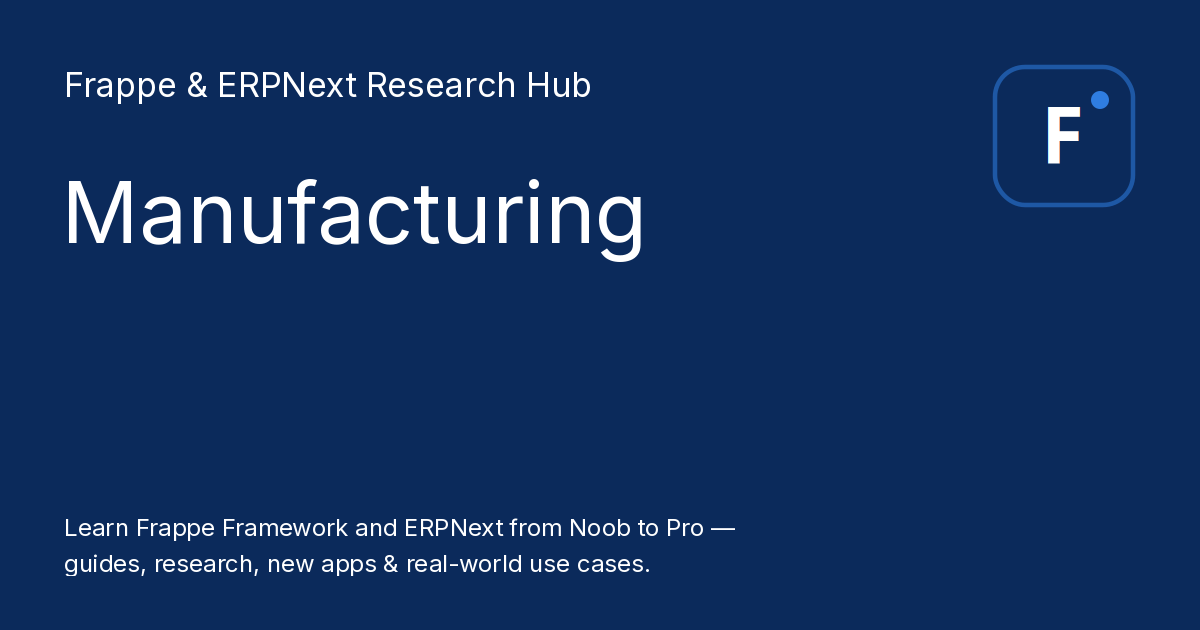 Frappe & ERPNext Research Hub
F
Manufacturing
Learn Frappe Framework and ERPNext from Noob to Pro —
guides, research, new apps & real-world use cases.